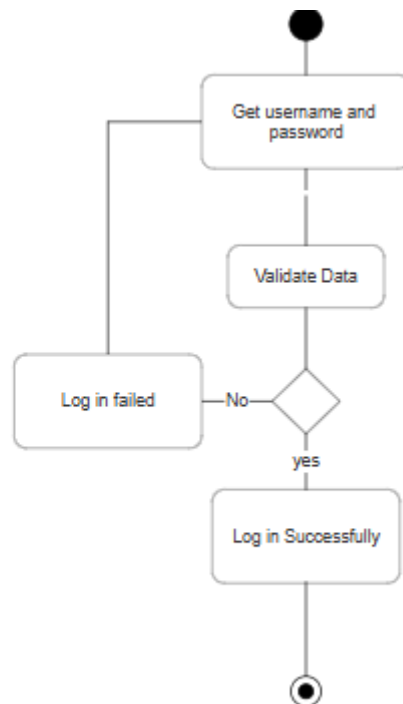 Get username and
password
Validate Data
Log in failed
No
yes
Log in Successfully